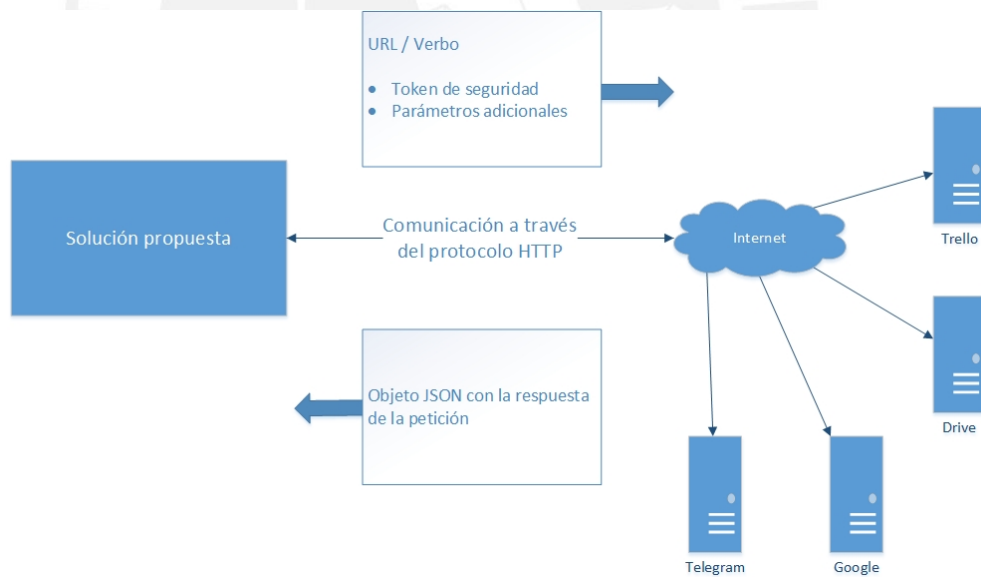 URL / Verbo
• Token de seguridad
• Parámetros adicionales
Solución propuesta
Comunicación a través
del protocolo HTTP
Internet
Trello
Objeto JSON con la respuesta
de la petición
Drive
Telegram
Google